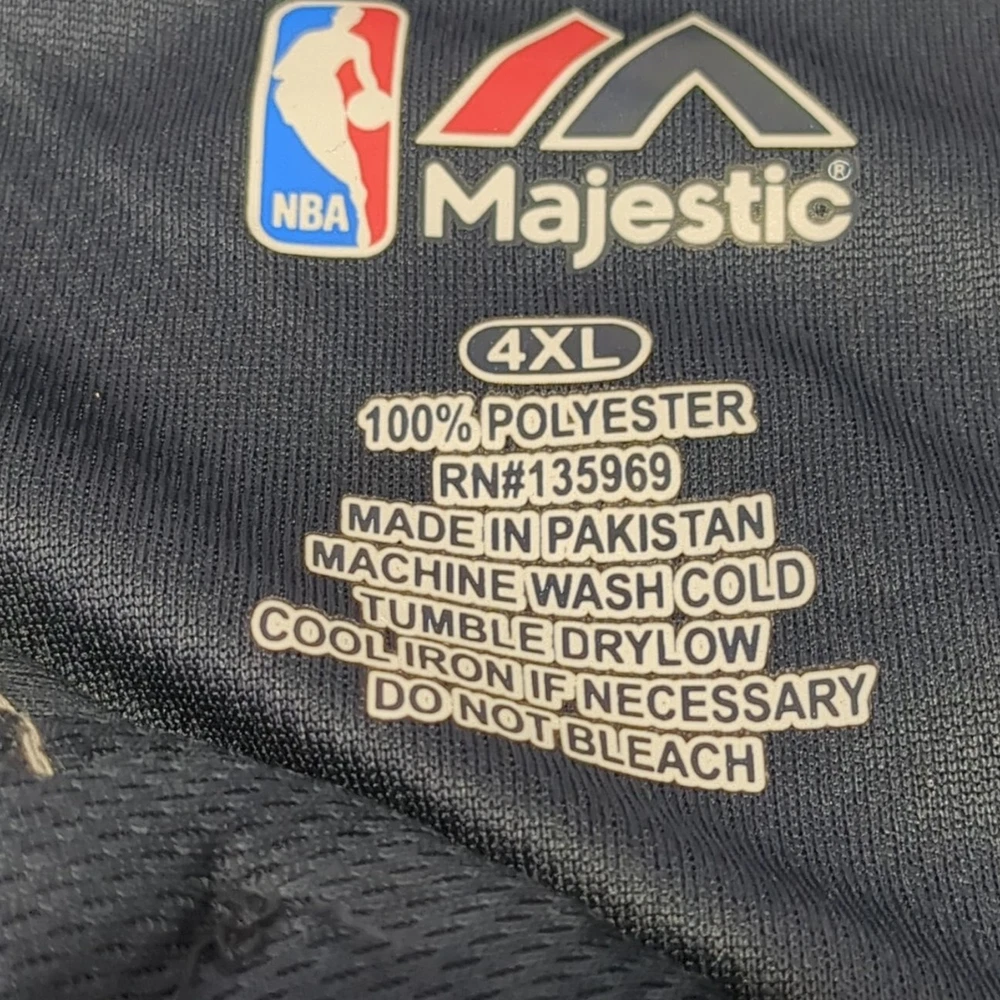 NBA
Majestic®
4XL
100% POLYESTER
RN#135969
MADE IN PAKISTAN
MACHINE WASH COLD
TUMBLE DRYLOW
COOL IRON IF NECESSARY
DO NOT BLEACH